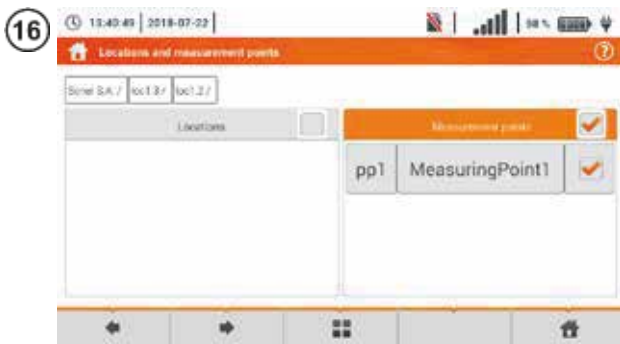 16
13:40:49 2018-07-22 98 %
Locations and measurement points
Sonel S.A. / loc1.3 / loc1.2 /
Locations Measurement points
pp1 MeasuringPoint1